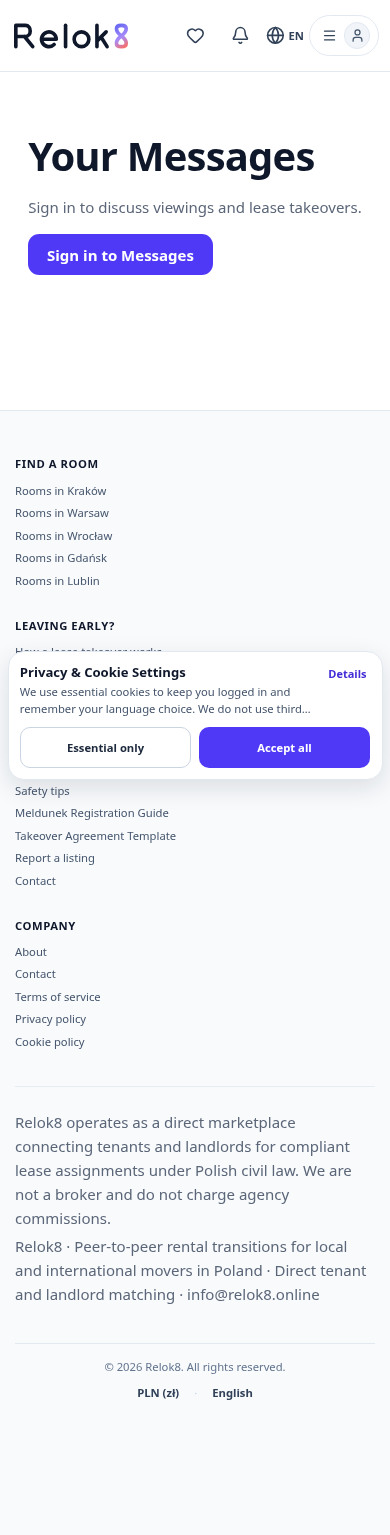 Relok8
EN
Your Messages
Sign in to discuss viewings and lease takeovers.
Sign in to Messages
FIND A ROOM
Rooms in Kraków
Rooms in Warsaw
Rooms in Wrocław
Rooms in Gdańsk
Rooms in Lublin
LEAVING EARLY?
Privacy & Cookie Settings
Details
We use essential cookies to keep you logged in and
remember your language choice. We do not use third…
Essential only
Accept all
Safety tips
Meldunek Registration Guide
Takeover Agreement Template
Report a listing
Contact
COMPANY
About
Contact
Terms of service
Privacy policy
Cookie policy
Relok8 operates as a direct marketplace
connecting tenants and landlords for compliant
lease assignments under Polish civil law. We are
not a broker and do not charge agency
commissions.
Relok8 · Peer-to-peer rental transitions for local
and international movers in Poland · Direct tenant
and landlord matching · info@relok8.online
© 2026 Relok8. All rights reserved.
PLN (zł) · English